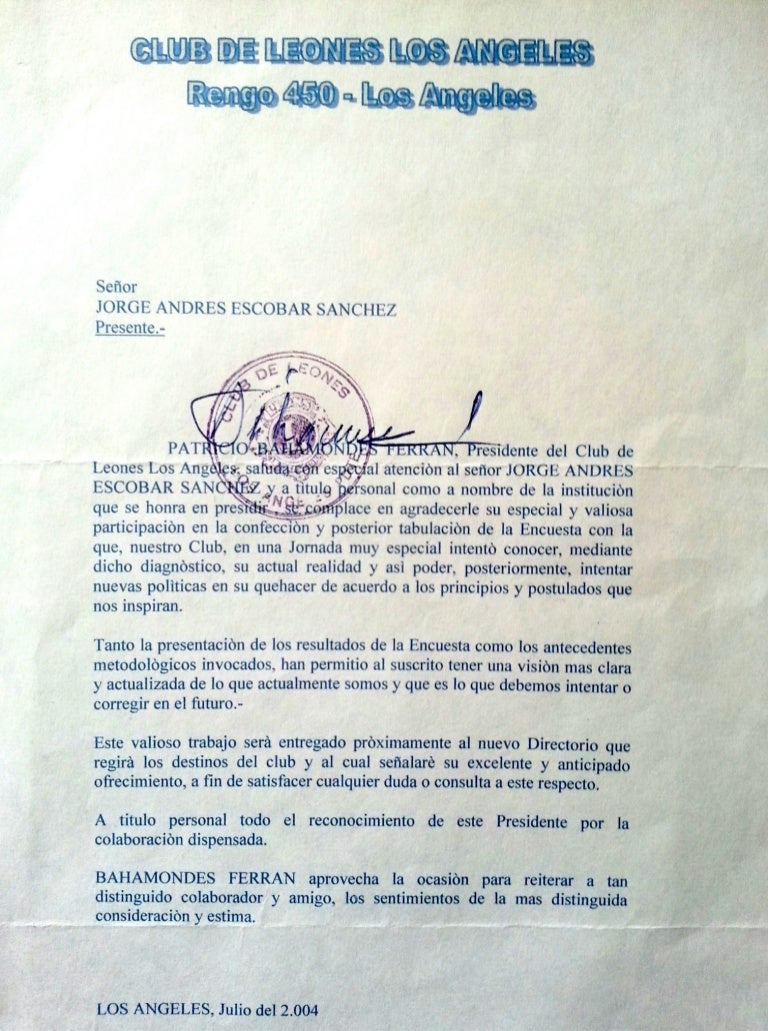 CLUB DE LEONES LOS ANGELES
Rengo 450 - Los Angeles
Señor
JORGE ANDRES ESCOBAR SANCHEZ
Presente.-
CLUB DE LEONES
LOS ANGELES
PATRICIO BAHAMONDES FERRAN, Presidente del Club de
Leones Los Angeles, saluda con especial atenciòn al señor JORGE ANDRES
ESCOBAR SANCHEZ y a titulo personal como a nombre de la instituciòn
que se honra en presidir, se complace en agradecerle su especial y valiosa
participaciòn en la confecciòn y posterior tabulaciòn de la Encuesta con la
que, nuestro Club, en una Jornada muy especial intentò conocer, mediante
dicho diagnòstico, su actual realidad y asì poder, posteriormente, intentar
nuevas polìticas en su quehacer de acuerdo a los principios y postulados que
nos inspiran.
Tanto la presentaciòn de los resultados de la Encuesta como los antecedentes
metodològicos invocados, han permitio al suscrito tener una visiòn mas clara
y actualizada de lo que actualmente somos y que es lo que debemos intentar o
corregir en el futuro.-
Este valioso trabajo serà entregado pròximamente al nuevo Directorio que
regirà los destinos del club y al cual señalarè su excelente y anticipado
ofrecimiento, a fin de satisfacer cualquier duda o consulta a este respecto.
A titulo personal todo el reconocimiento de este Presidente por la
colaboraciòn dispensada.
BAHAMONDES FERRAN aprovecha la ocasiòn para reiterar a tan
distinguido colaborador y amigo, los sentimientos de la mas distinguida
consideraciòn y estima.
LOS ANGELES, Julio del 2.004